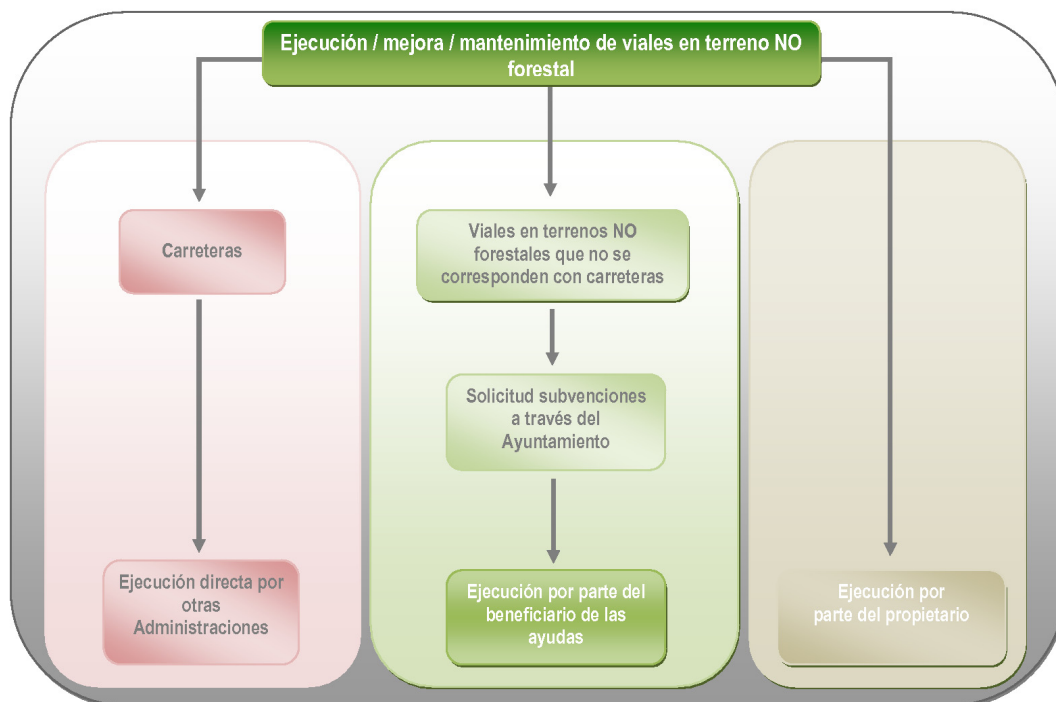 Ejecución / mejora / mantenimiento de viales en terreno NO
forestal
Carreteras
Viales en terrenos NO
forestales que no se
corresponden con carreteras
Solicitud subvenciones
a través del
Ayuntamiento
Ejecución directa por
otras
Administraciones
Ejecución por parte del
beneficiario de las
ayudas
Ejecución por
parte del propietario